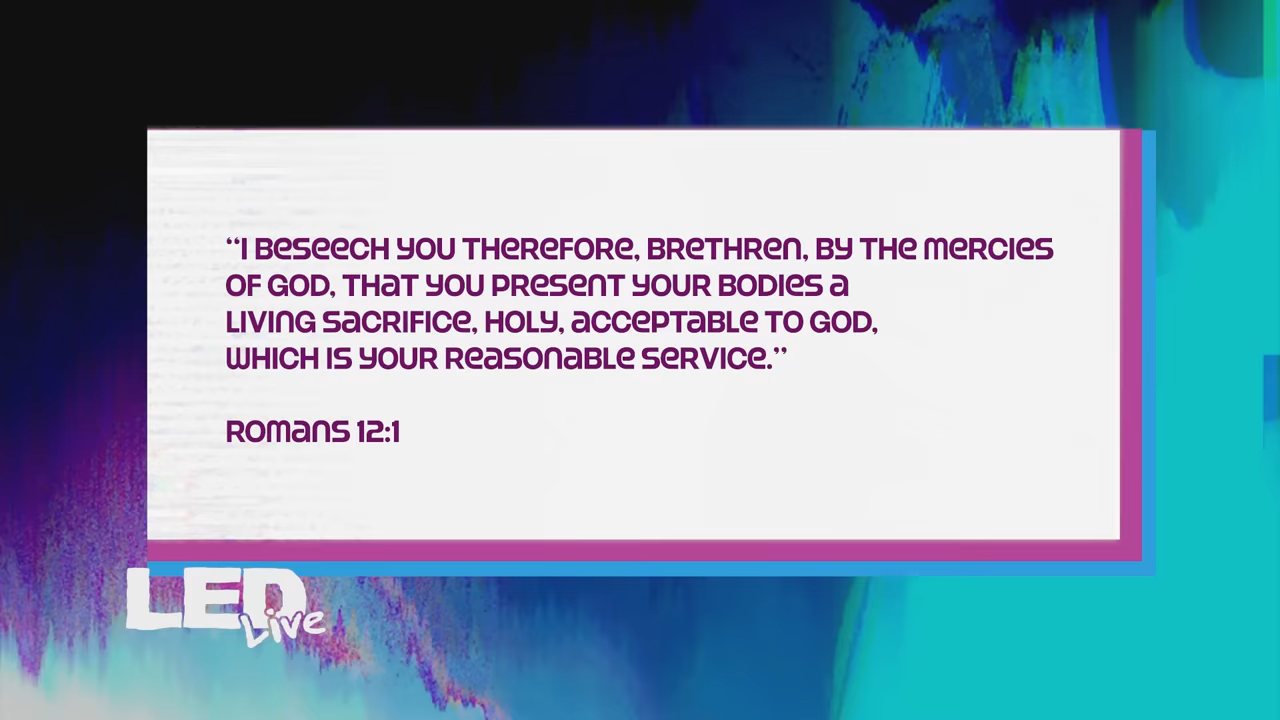 “I BESEECH YOU THEREFORE, BRETHREN, BY THE MERCIES
OF GOD, THAT YOU PRESENT YOUR BODIES A
LIVING SACRIFICE, HOLY, ACCEPTABLE TO GOD,
WHICH IS YOUR REASONABLE SERVICE.”
ROMANS 12:1
LED
Live